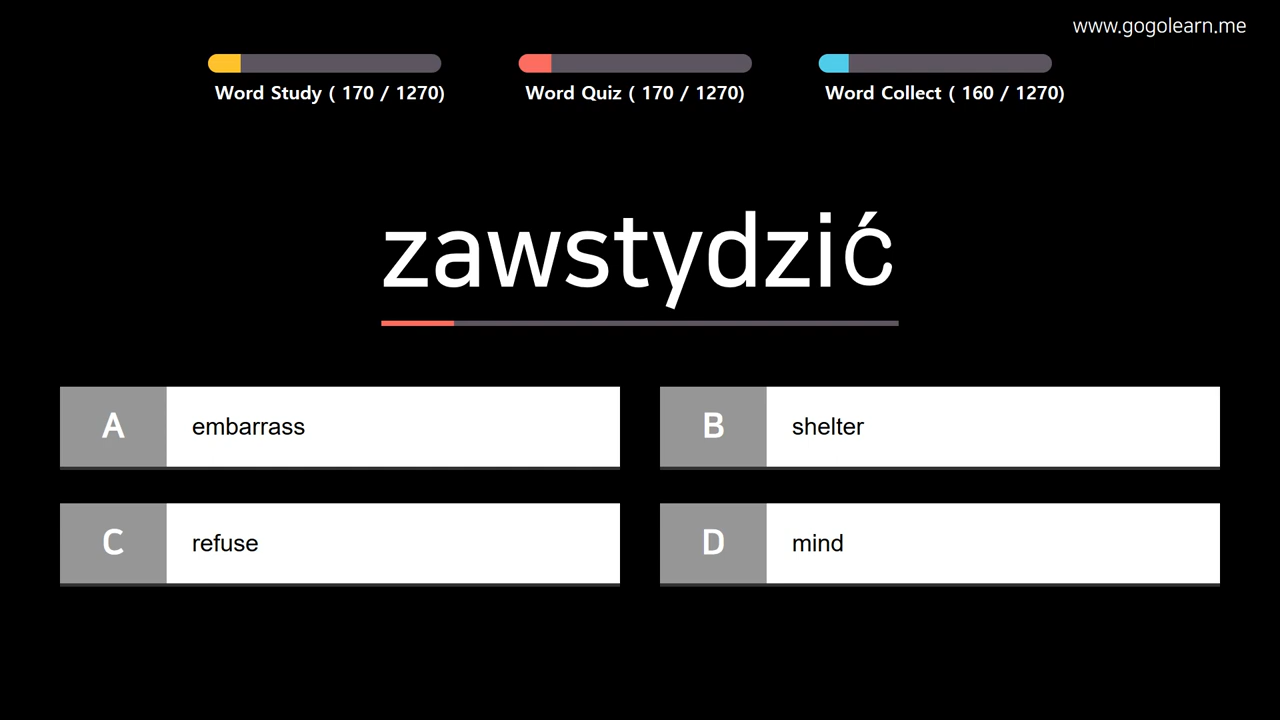 www.gogolearn.me
Word Study ( 170 / 1270)
Word Quiz ( 170 / 1270)
Word Collect ( 160 / 1270)
zawstydzić
A embarrass
B shelter
C refuse
D mind